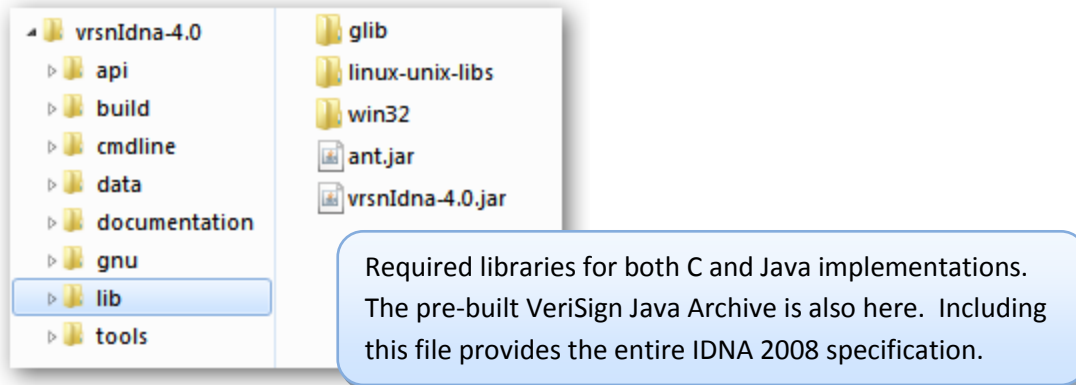 vrsnIdna-4.0
api
build
cmdline
data
documentation
gnu
lib
tools
glib
linux-unix-libs
win32
ant.jar
vrsnIdna-4.0.jar
Required libraries for both C and Java implementations.
The pre-built VeriSign Java Archive is also here.  Including
this file provides the entire IDNA 2008 specification.